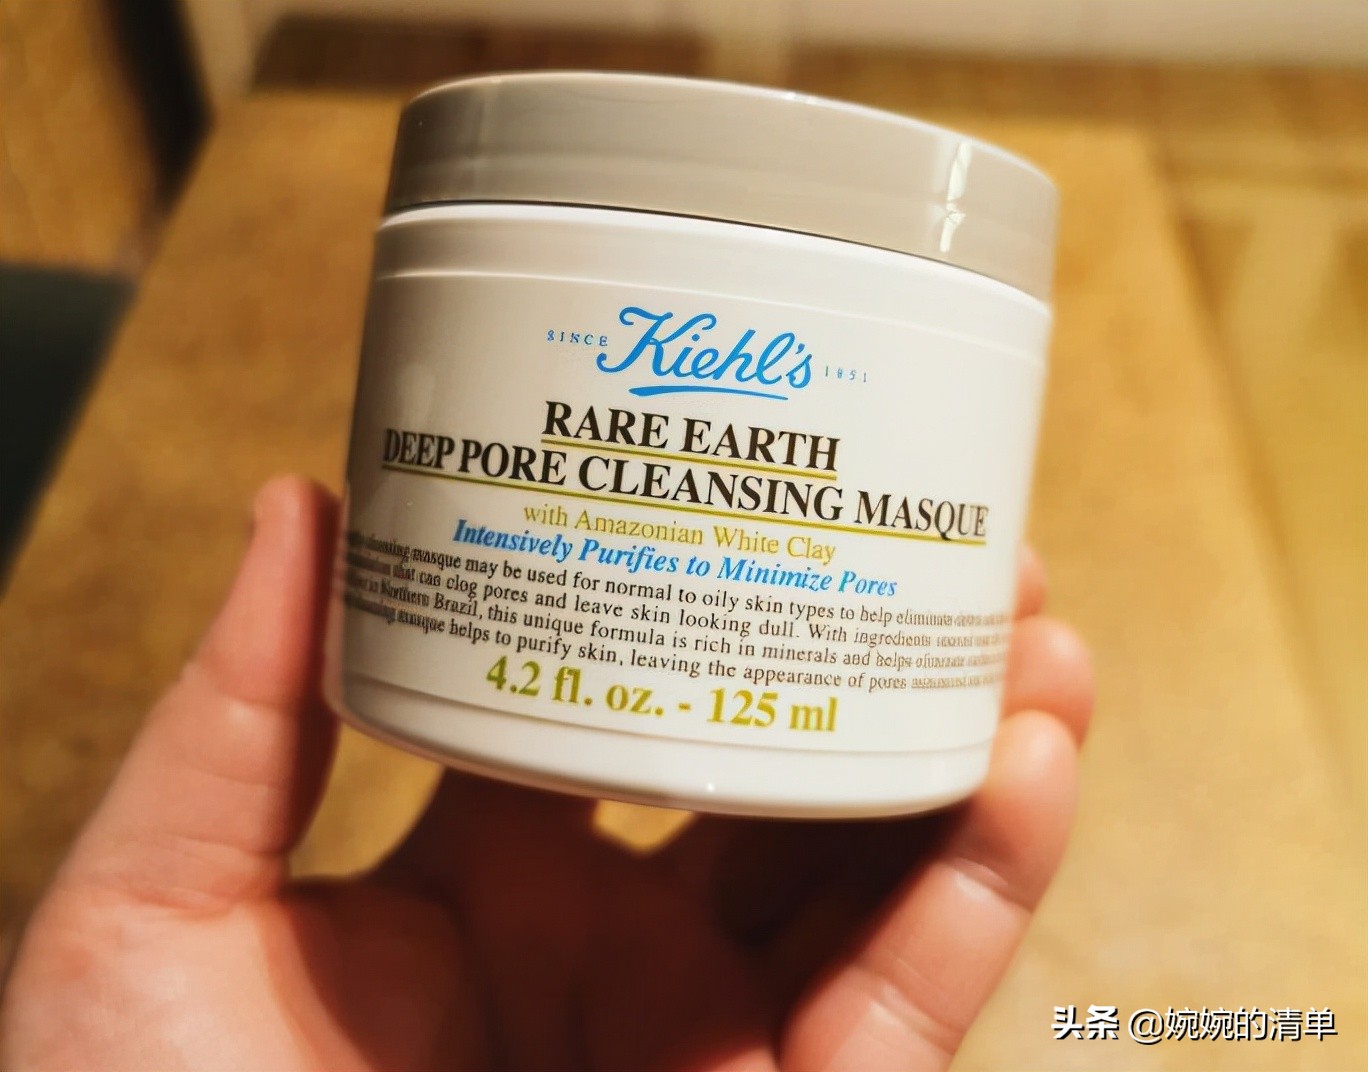 SINCE Kiehl's 1851
RARE EARTH
DEEP PORE CLEANSING MASQUE
with Amazonian White Clay
Intensively Purifies to Minimize Pores
cleansing masque may be used for normal to oily skin types to help eliminate
that can clog pores and leave skin looking dull. With ingredients
in Northern Brazil, this unique formula is rich in minerals and helps
masque helps to purify skin, leaving the appearance of pores
4.2 fl. oz. - 125 ml
头条 @婉婉的清单